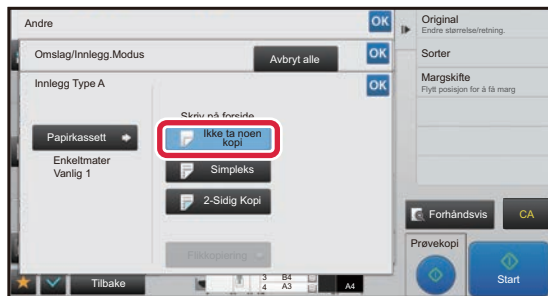 Andre
OK
Omslag/Innlegg.Modus
Avbryt alle
OK
Innlegg Type A
OK
Skriv på forside
Papirkassett
Enkeltmater
Vanlig 1
Ikke ta noen
kopi
Simpleks
2-Sidig Kopi
Flikkopiering
Tilbake
3 B4
4 A3
A4
Original
Endre størrelse/retning.
Sorter
Margskifte
Flytt posisjon for å få marg
Forhåndsvis
CA
Prøvekopi
Start